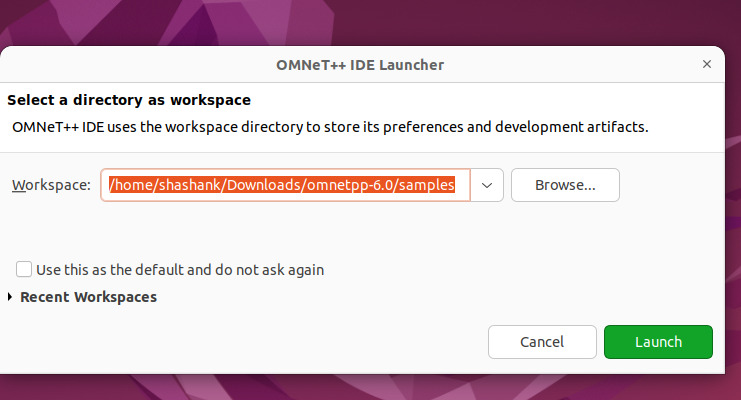 OMNeT++ IDE Launcher
Select a directory as workspace
OMNeT++ IDE uses the workspace directory to store its preferences and development artifacts.
Workspace: /home/shashank/Downloads/omnetpp-6.0/samples Browse...
Use this as the default and do not ask again
Recent Workspaces
Cancel Launch